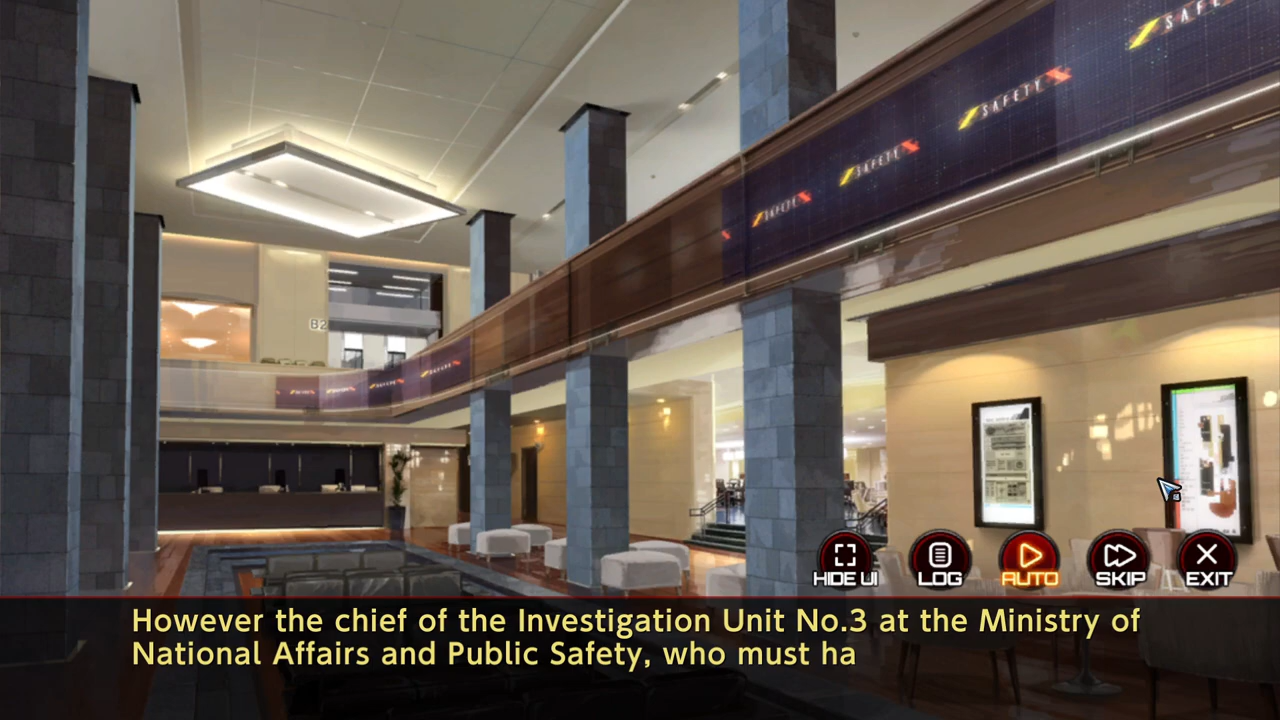 SAFETY
SAFETY
SAFETY
SAFETY
B2
HIDE UI
LOG
AUTO
SKIP
EXIT
However the chief of the Investigation Unit No.3 at the Ministry of
National Affairs and Public Safety, who must ha